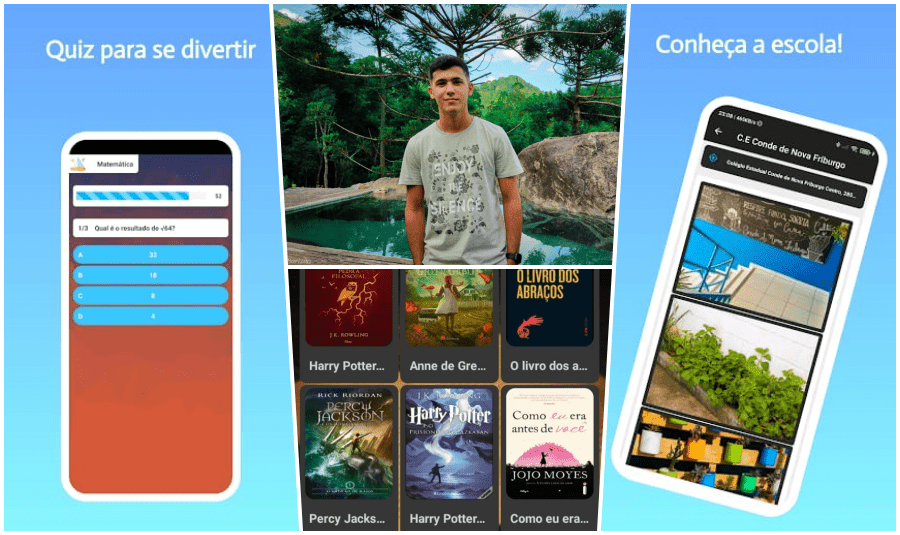 Quiz para se divertir
Matemática
52
1/3 Qual é o resultado de √64?
A 32
B 18
C 8
D 4
ENJOY
THE
SILENCE
PEDRA
FILOSOFAL
J.K. ROWLING
O LIVRO DOS
ABRAÇOS
Harry Potter...
Anne de Gre...
O livro dos a...
RICK RIORDAN
PERCY
JACKSON
J.K. ROWLING
Harry Potter
PRISIONEIRO
AZKABAN
Como eu era
antes de você
JOJO MOYES
Percy Jacks...
Harry Potter...
Como eu era...
Conheça a escola!
C.E Conde de Nova Friburgo
Colégio Estadual Conde de Nova Friburgo Centro, 280...